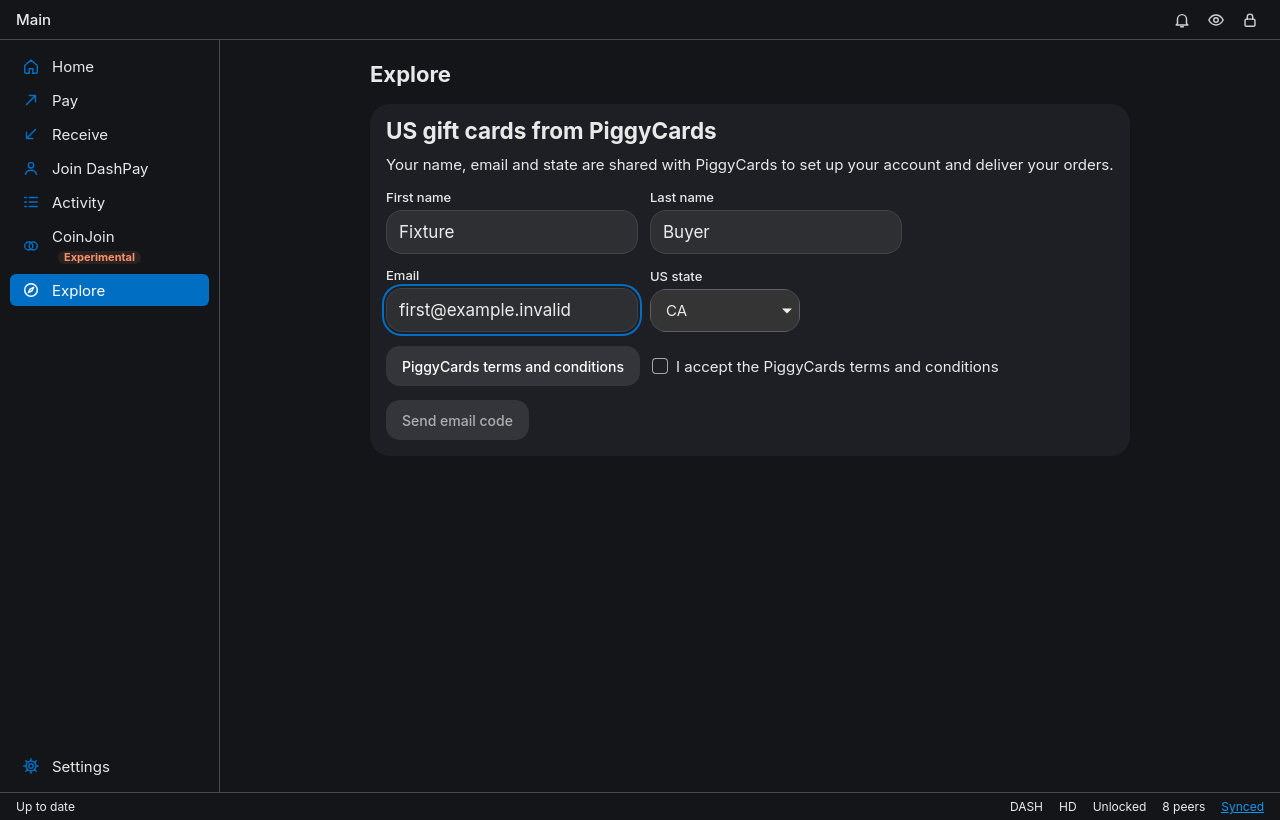 Main
Home
Pay
Receive
Join DashPay
Activity
CoinJoin
Experimental
Explore
Settings
Explore
US gift cards from PiggyCards
Your name, email and state are shared with PiggyCards to set up your account and deliver your orders.
First name
Last name
Fixture
Buyer
Email
US state
first@example.invalid
CA
PiggyCards terms and conditions
I accept the PiggyCards terms and conditions
Send email code
Up to date
DASH
HD
Unlocked
8 peers
Synced